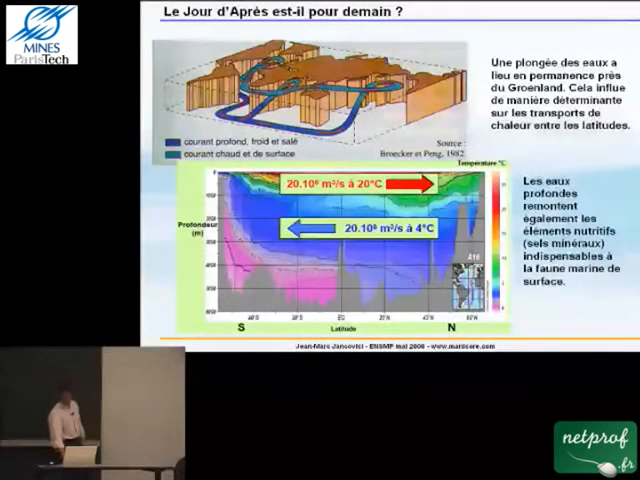 MINES
ParisTech
Le Jour d'Après est-il pour demain ?
Une plongée des eaux a
lieu en permanence près
du Groenland. Cela influe
de manière déterminante
sur les transports de
chaleur entre les latitudes.
courant profond, froid et salé
courant chaud et de surface
Source :
Broecker et Peng, 1982
Température °C
20.10⁶ m³/s à 20°C
20.10⁶ m³/s à 4°C
Profondeur
(m)
Les eaux
profondes
remontent
également les
éléments nutritifs
(sels minéraux)
indispensables à
la faune marine de
surface.
A16
EQ
S
Latitude
N
Jean-Marc Jancovici - ENSMP mai 2008 - www.manicore.com
netprof
.fr